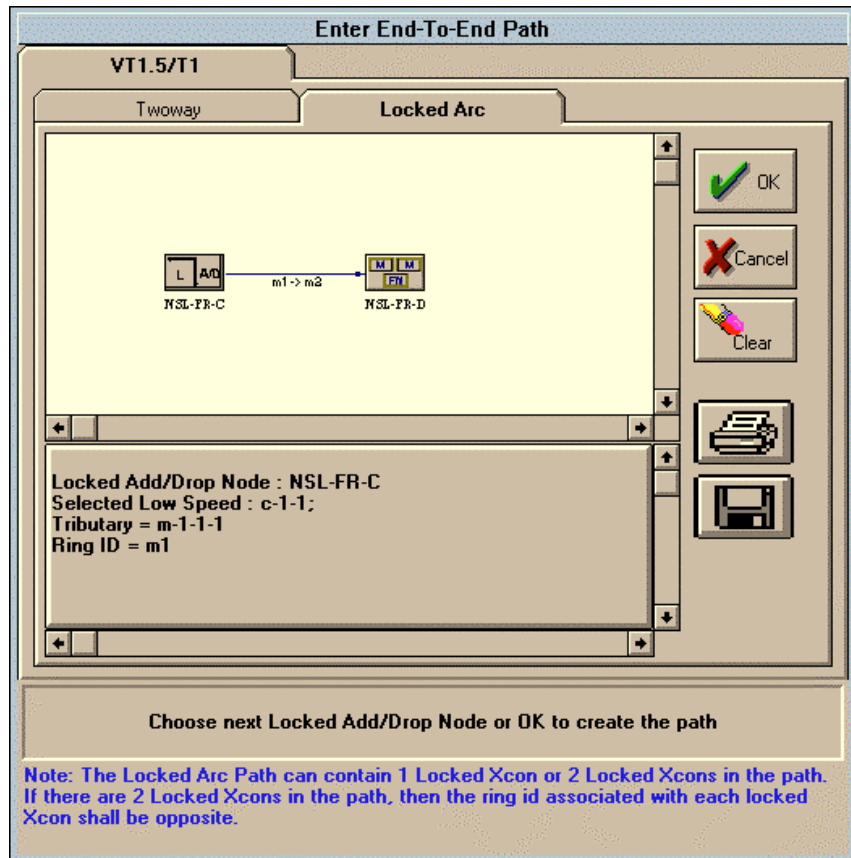 Enter End-To-End Path
VT1.5/T1
Twoway
Locked Arc
OK
Cancel
Clear
L A/D
m1->m2
M M
FN
NSL-FR-C
NSL-FR-D
Locked Add/Drop Node : NSL-FR-C
Selected Low Speed : c-1-1;
Tributary = m-1-1-1
Ring ID = m1
Choose next Locked Add/Drop Node or OK to create the path
Note: The Locked Arc Path can contain 1 Locked Xcon or 2 Locked Xcons in the path.
If there are 2 Locked Xcons in the path, then the ring id associated with each locked
Xcon shall be opposite.